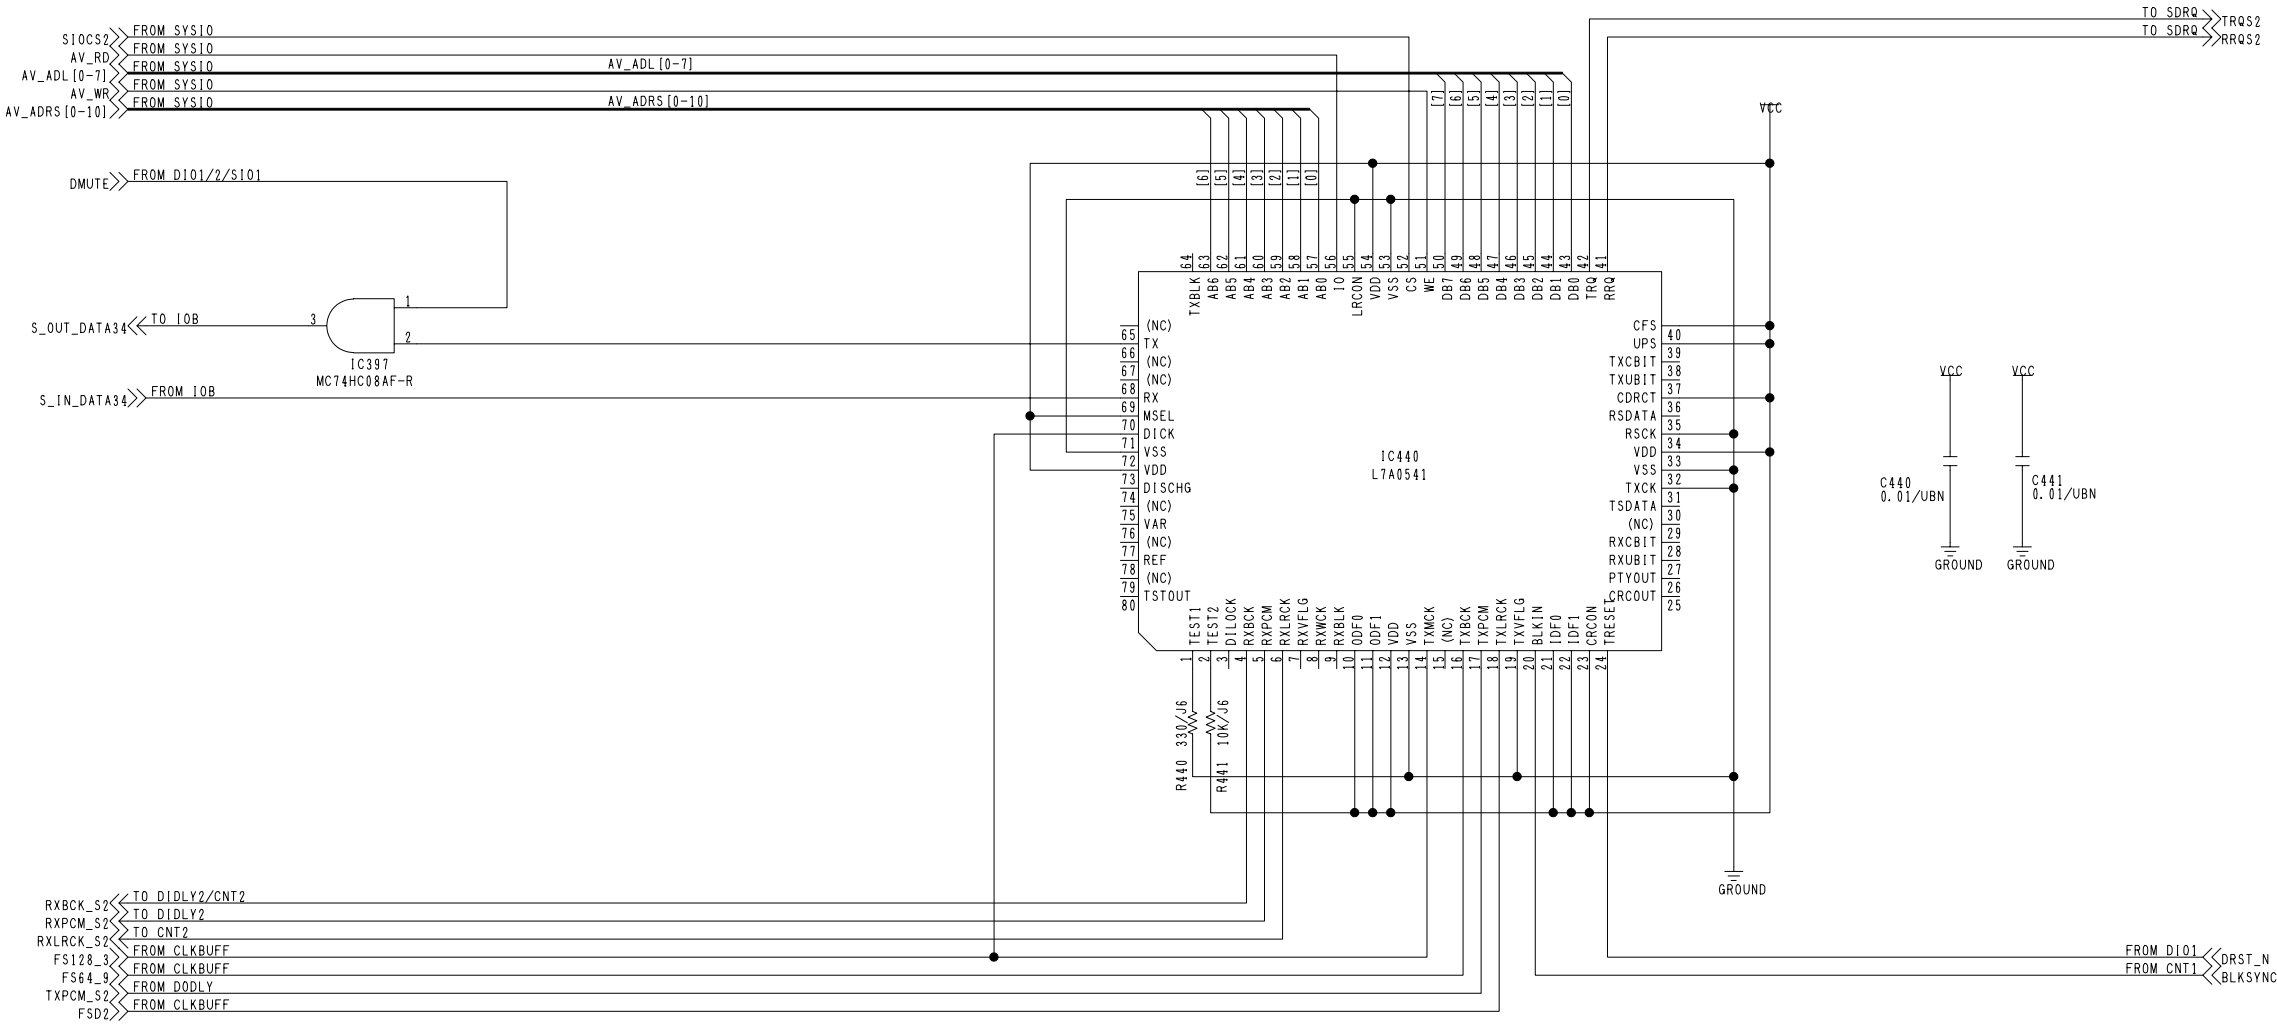 FROM SYSIO
SIOCS2
FROM SYSIO
AV_RD
FROM SYSIO
AV_ADL[0-7]
AV_ADL[0-7]
FROM SYSIO
AV_WR
FROM SYSIO
AV_ADRS[0-10]
AV_ADRS[0-10]
TO SDRQ
TRQS2
TO SDRQ
RRQS2
[7] [6] [5] [4] [3] [2] [1] [0]
VCC
FROM DIO1/2/SIO1
DMUTE
[6] [5] [4] [3] [2] [1] [0]
64 63 62 61 60 59 58 57 56 55 54 53 52 51 50 49 48 47 46 45 44 43 42 41
TXBLK AB6 AB5 AB4 AB3 AB2 AB1 AB0 IO LRCON VDD VSS CS WE DB7 DB6 DB5 DB4 DB3 DB2 DB1 DB0 TRQ RRQ
1
TO IOB
S_OUT_DATA34
3
2
IC397
MC74HC08AF-R
FROM IOB
S_IN_DATA34
65 (NC)
66 TX
67 (NC)
68 (NC)
69 RX
70 MSEL
71 DICK
72 VSS
73 VDD
74 DISCHG
75 (NC)
76 VAR
77 (NC)
78 REF
79 (NC)
80 TSTOUT
IC440
L7A0541
CFS 40
UPS 39
TXCBIT 38
TXUBIT 37
CDRCT 36
RSDATA 35
RSCK 34
VDD 33
VSS 32
TXCK 31
TSDATA 30
(NC) 29
RXCBIT 28
RXUBIT 27
PTYOUT 26
CRCOUT 25
VCC
VCC
C440
0.01/UBN
C441
0.01/UBN
GROUND
GROUND
TEST1 TEST2 DILOCK RXBCK RXPCM RXLRCK RXVFLG RXWCK RXBLK ODF0 ODF1 VDD VSS TXMCK (NC) TXBCK TXPCM TXLRCK TXVFLG BLKIN IDF0 IDF1 CRCON TRESET
1 2 3 4 5 6 7 8 9 10 11 12 13 14 15 16 17 18 19 20 21 22 23 24
R440 330/J6
R441 10K/J6
GROUND
TO DIDLY2/CNT2
RXBCK_S2
TO DIDLY2
RXPCM_S2
TO CNT2
RXLRCK_S2
FROM CLKBUFF
FS128_3
FROM CLKBUFF
FS64_9
FROM DODLY
TXPCM_S2
FROM CLKBUFF
FSD2
FROM DIO1
DRST_N
FROM CNT1
BLKSYNC